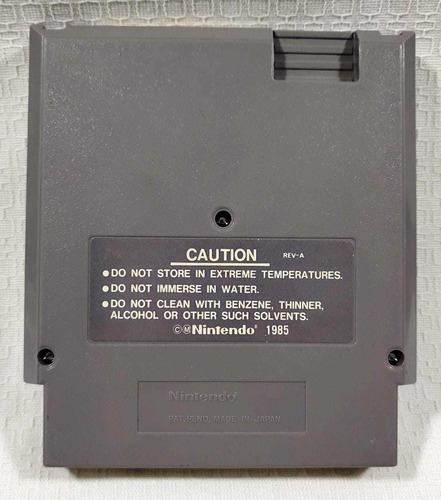 CAUTION REV-A
●DO NOT STORE IN EXTREME TEMPERATURES.
●DO NOT IMMERSE IN WATER.
●DO NOT CLEAN WITH BENZENE, THINNER,
ALCOHOL OR OTHER SUCH SOLVENTS.
©Ⓜ Nintendo® 1985
Nintendo®
PAT. PEND. MADE IN JAPAN